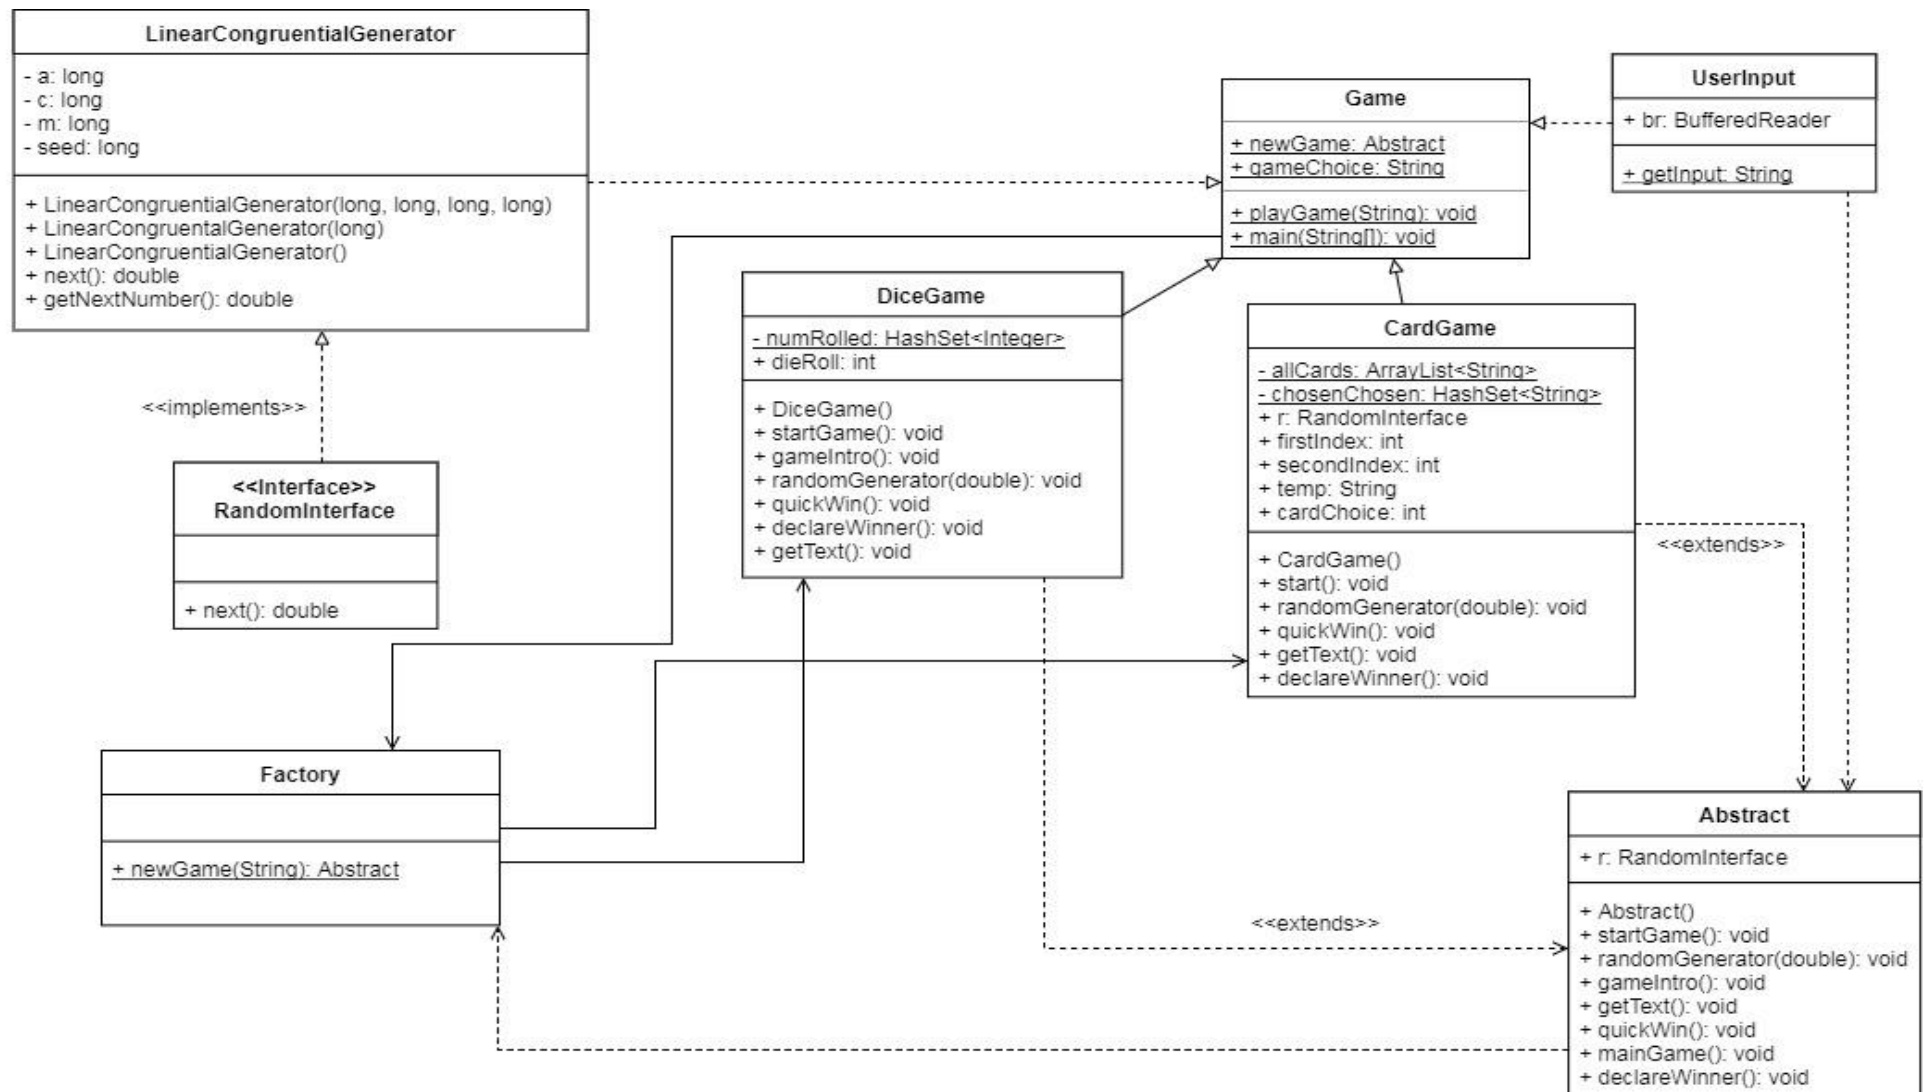 LinearCongruentialGenerator
- a: long
- c: long
- m: long
- seed: long
+ LinearCongruentialGenerator(long, long, long, long)
+ LinearCongruentalGenerator(long)
+ LinearCongruentialGenerator()
+ next(): double
+ getNextNumber(): double
<<implements>>
<<Interface>>
RandomInterface
+ next(): double
Game
+ newGame: Abstract
+ gameChoice: String
+ playGame(String): void
+ main(String[]): void
UserInput
+ br: BufferedReader
+ getInput: String
DiceGame
- numRolled: HashSet<Integer>
+ dieRoll: int
+ DiceGame()
+ startGame(): void
+ gameIntro(): void
+ randomGenerator(double): void
+ quickWin(): void
+ declareWinner(): void
+ getText(): void
CardGame
- allCards: ArrayList<String>
- chosenChosen: HashSet<String>
+ r: RandomInterface
+ firstIndex: int
+ secondIndex: int
+ temp: String
+ cardChoice: int
+ CardGame()
+ start(): void
+ randomGenerator(double): void
+ quickWin(): void
+ getText(): void
+ declareWinner(): void
<<extends>>
Factory
+ newGame(String): Abstract
<<extends>>
Abstract
+ r: RandomInterface
+ Abstract()
+ startGame(): void
+ randomGenerator(double): void
+ gameIntro(): void
+ getText(): void
+ quickWin(): void
+ mainGame(): void
+ declareWinner(): void